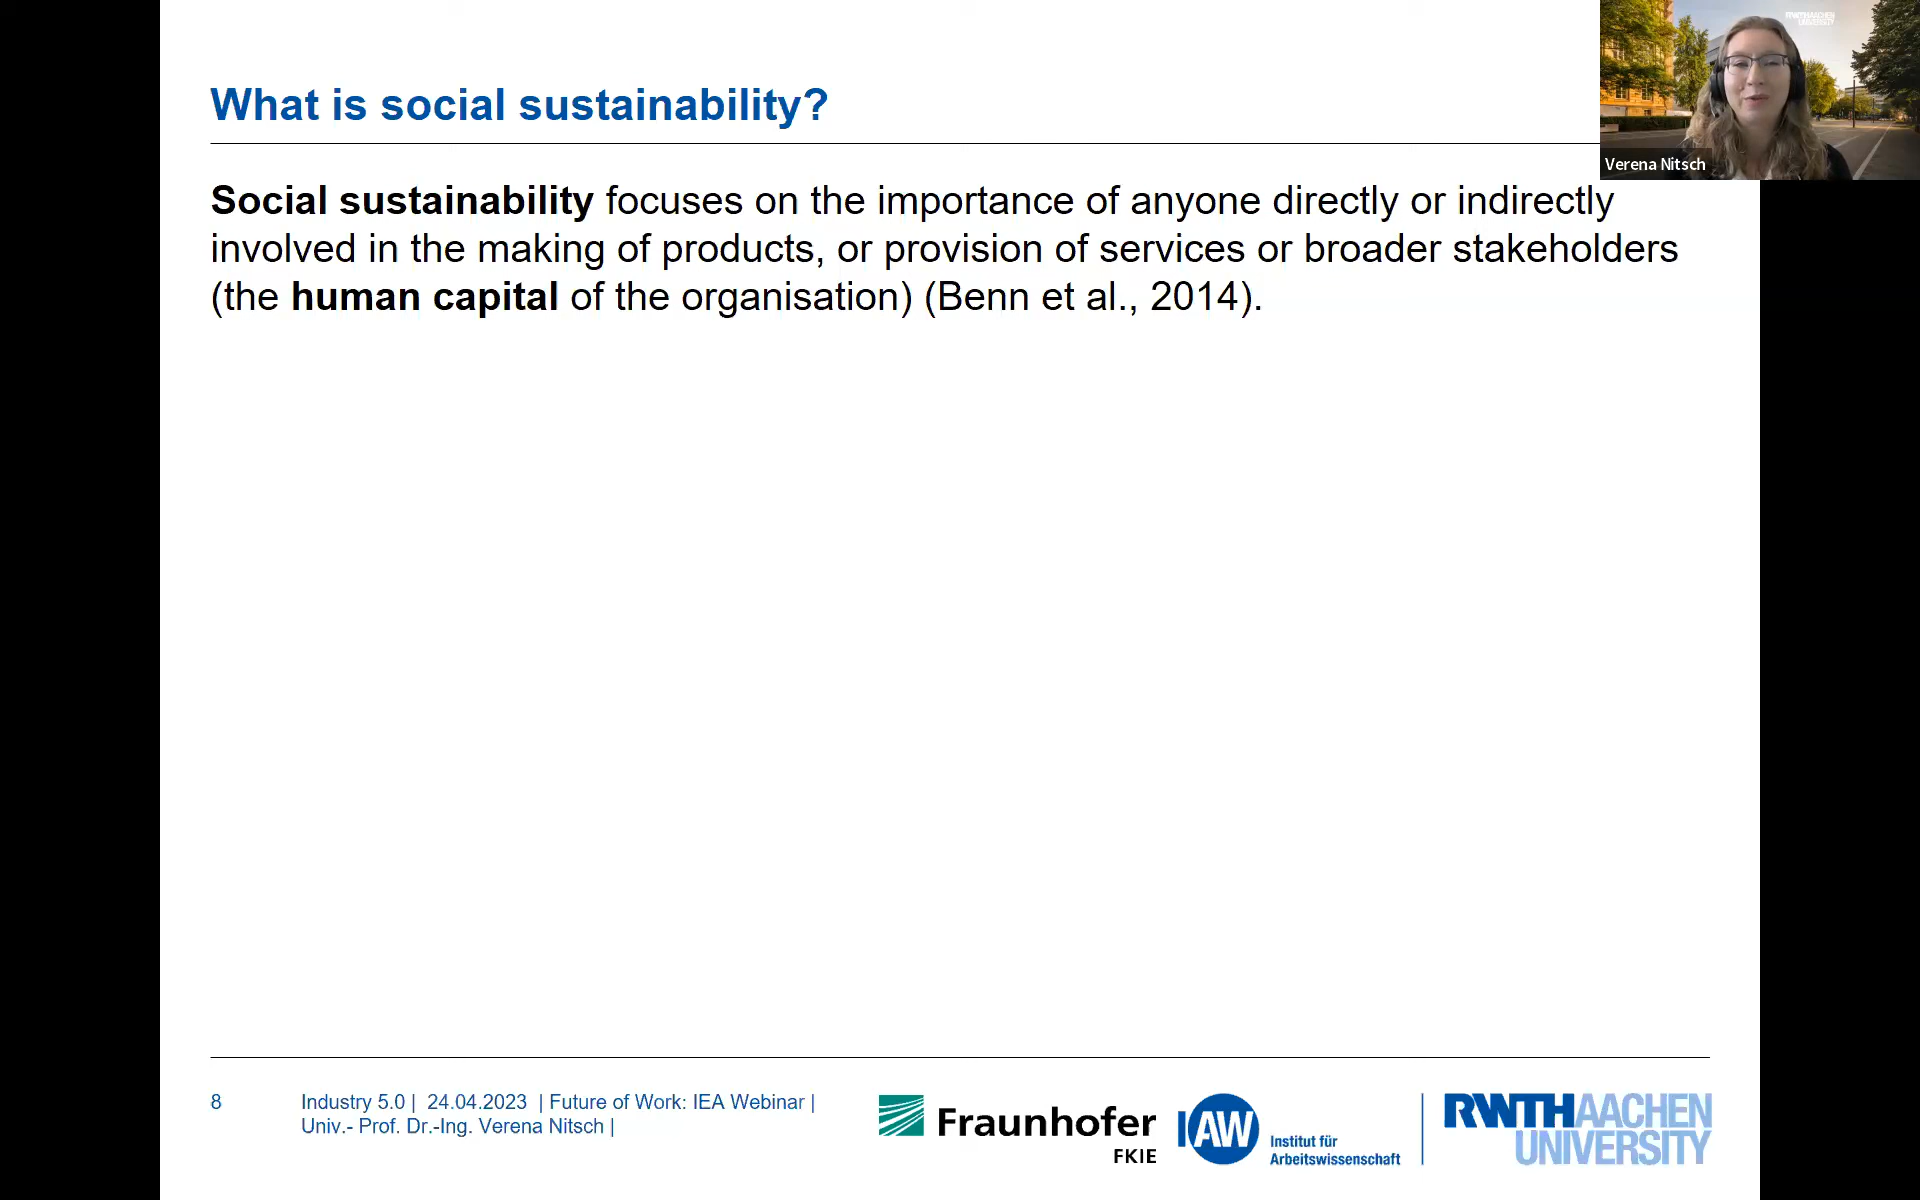 What is social sustainability?
RWTHAACHEN
UNIVERSITY
Verena Nitsch
Social sustainability focuses on the importance of anyone directly or indirectly
involved in the making of products, or provision of services or broader stakeholders
(the human capital of the organisation) (Benn et al., 2014).
8
Industry 5.0 | 24.04.2023 | Future of Work: IEA Webinar |
Univ.- Prof. Dr.-Ing. Verena Nitsch |
Fraunhofer
FKIE
IAW
Institut für
Arbeitswissenschaft
RWTHAACHEN
UNIVERSITY